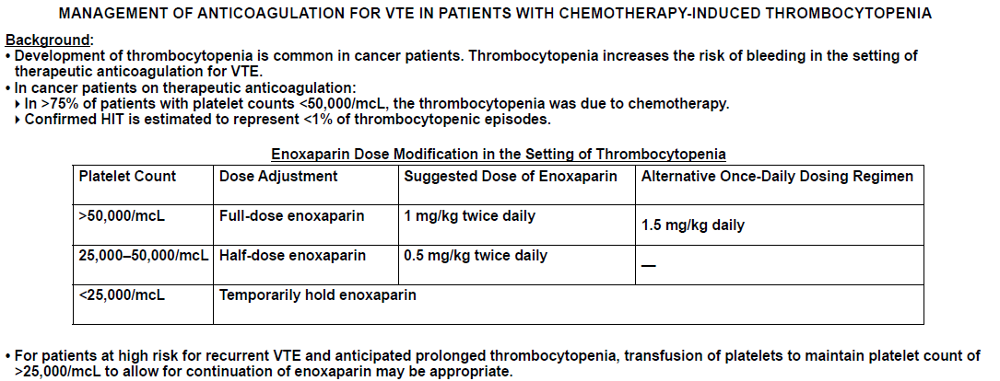 MANAGEMENT OF ANTICOAGULATION FOR VTE IN PATIENTS WITH CHEMOTHERAPY-INDUCED THROMBOCYTOPENIA
Background:
• Development of thrombocytopenia is common in cancer patients. Thrombocytopenia increases the risk of bleeding in the setting of
therapeutic anticoagulation for VTE.
• In cancer patients on therapeutic anticoagulation:
▸ In >75% of patients with platelet counts <50,000/mcL, the thrombocytopenia was due to chemotherapy.
▸ Confirmed HIT is estimated to represent <1% of thrombocytopenic episodes.
Enoxaparin Dose Modification in the Setting of Thrombocytopenia
Platelet Count Dose Adjustment Suggested Dose of Enoxaparin Alternative Once-Daily Dosing Regimen
>50,000/mcL Full-dose enoxaparin 1 mg/kg twice daily 1.5 mg/kg daily
25,000–50,000/mcL Half-dose enoxaparin 0.5 mg/kg twice daily —
<25,000/mcL Temporarily hold enoxaparin
• For patients at high risk for recurrent VTE and anticipated prolonged thrombocytopenia, transfusion of platelets to maintain platelet count of
>25,000/mcL to allow for continuation of enoxaparin may be appropriate.